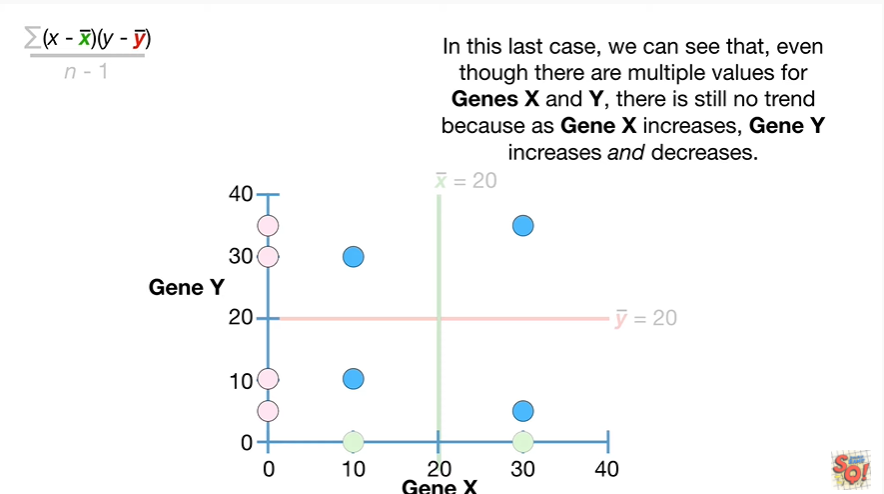 ∑(x - x̄)(y - ȳ)
n - 1
In this last case, we can see that, even
though there are multiple values for
Genes X and Y, there is still no trend
because as Gene X increases, Gene Y
increases and decreases.
x̄ = 20
40
30
Gene Y
20
ȳ = 20
10
0
0 10 20 30 40
Gene X
SQ!